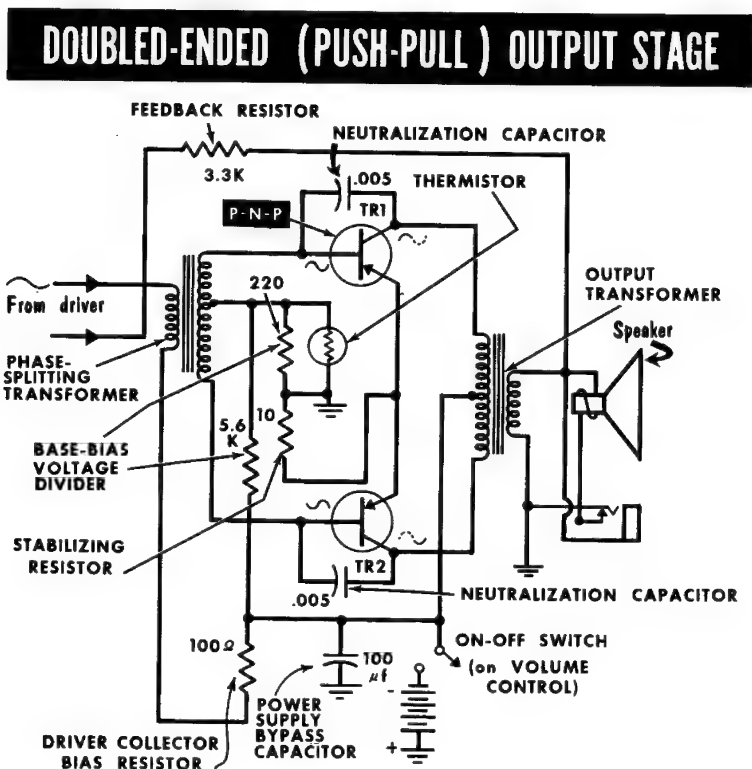 DOUBLED-ENDED (PUSH-PULL) OUTPUT STAGE
FEEDBACK RESISTOR
3.3K
NEUTRALIZATION CAPACITOR
.005
THERMISTOR
TR1
P-N-P
From driver
220
OUTPUT
TRANSFORMER
Speaker
PHASE-
SPLITTING
TRANSFORMER
10
5.6
K
BASE-BIAS
VOLTAGE
DIVIDER
STABILIZING
RESISTOR
TR2
.005
NEUTRALIZATION CAPACITOR
100Ω
100
µf
ON-OFF SWITCH
(on VOLUME
CONTROL)
POWER
SUPPLY
BYPASS
CAPACITOR
-
+
DRIVER COLLECTOR
BIAS RESISTOR